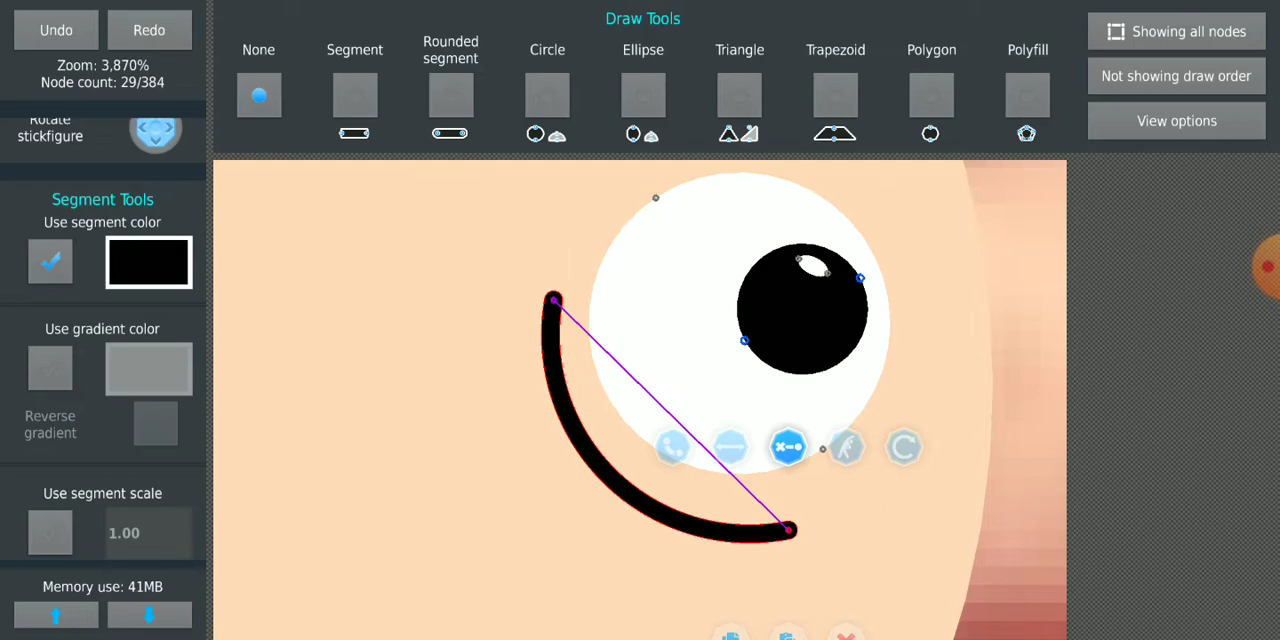 Undo
Redo
Zoom: 3,870%
Node count: 29/384
Rotate
stickfigure
Segment Tools
Use segment color
Use gradient color
Reverse
gradient
Use segment scale
1.00
Memory use: 41MB
Draw Tools
None
Segment
Rounded
segment
Circle
Ellipse
Triangle
Trapezoid
Polygon
Polyfill
Showing all nodes
Not showing draw order
View options